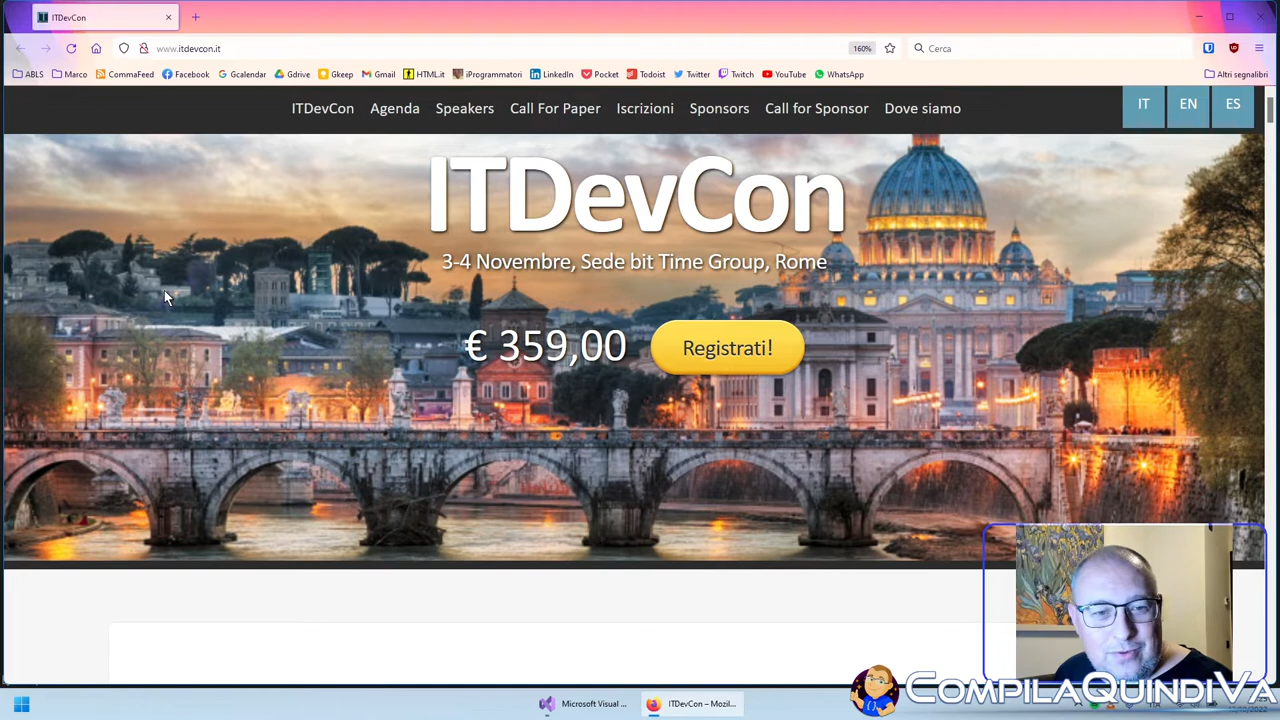 ITDevCon
www.itdevcon.it
160%
Cerca
ABLS
Marco
CommaFeed
Facebook
Gcalendar
Gdrive
Gkeep
Gmail
HTML.it
iProgrammatori
LinkedIn
Pocket
Todoist
Twitter
Twitch
YouTube
WhatsApp
Altri segnalibri
ITDevCon
Agenda
Speakers
Call For Paper
Iscrizioni
Sponsors
Call for Sponsor
Dove siamo
IT
EN
ES
ITDevCon
3-4 Novembre, Sede bit Time Group, Rome
€ 359,00
Registrati!
CompilaQuindiVa
Microsoft Visual ...
ITDevCon – Mozil...